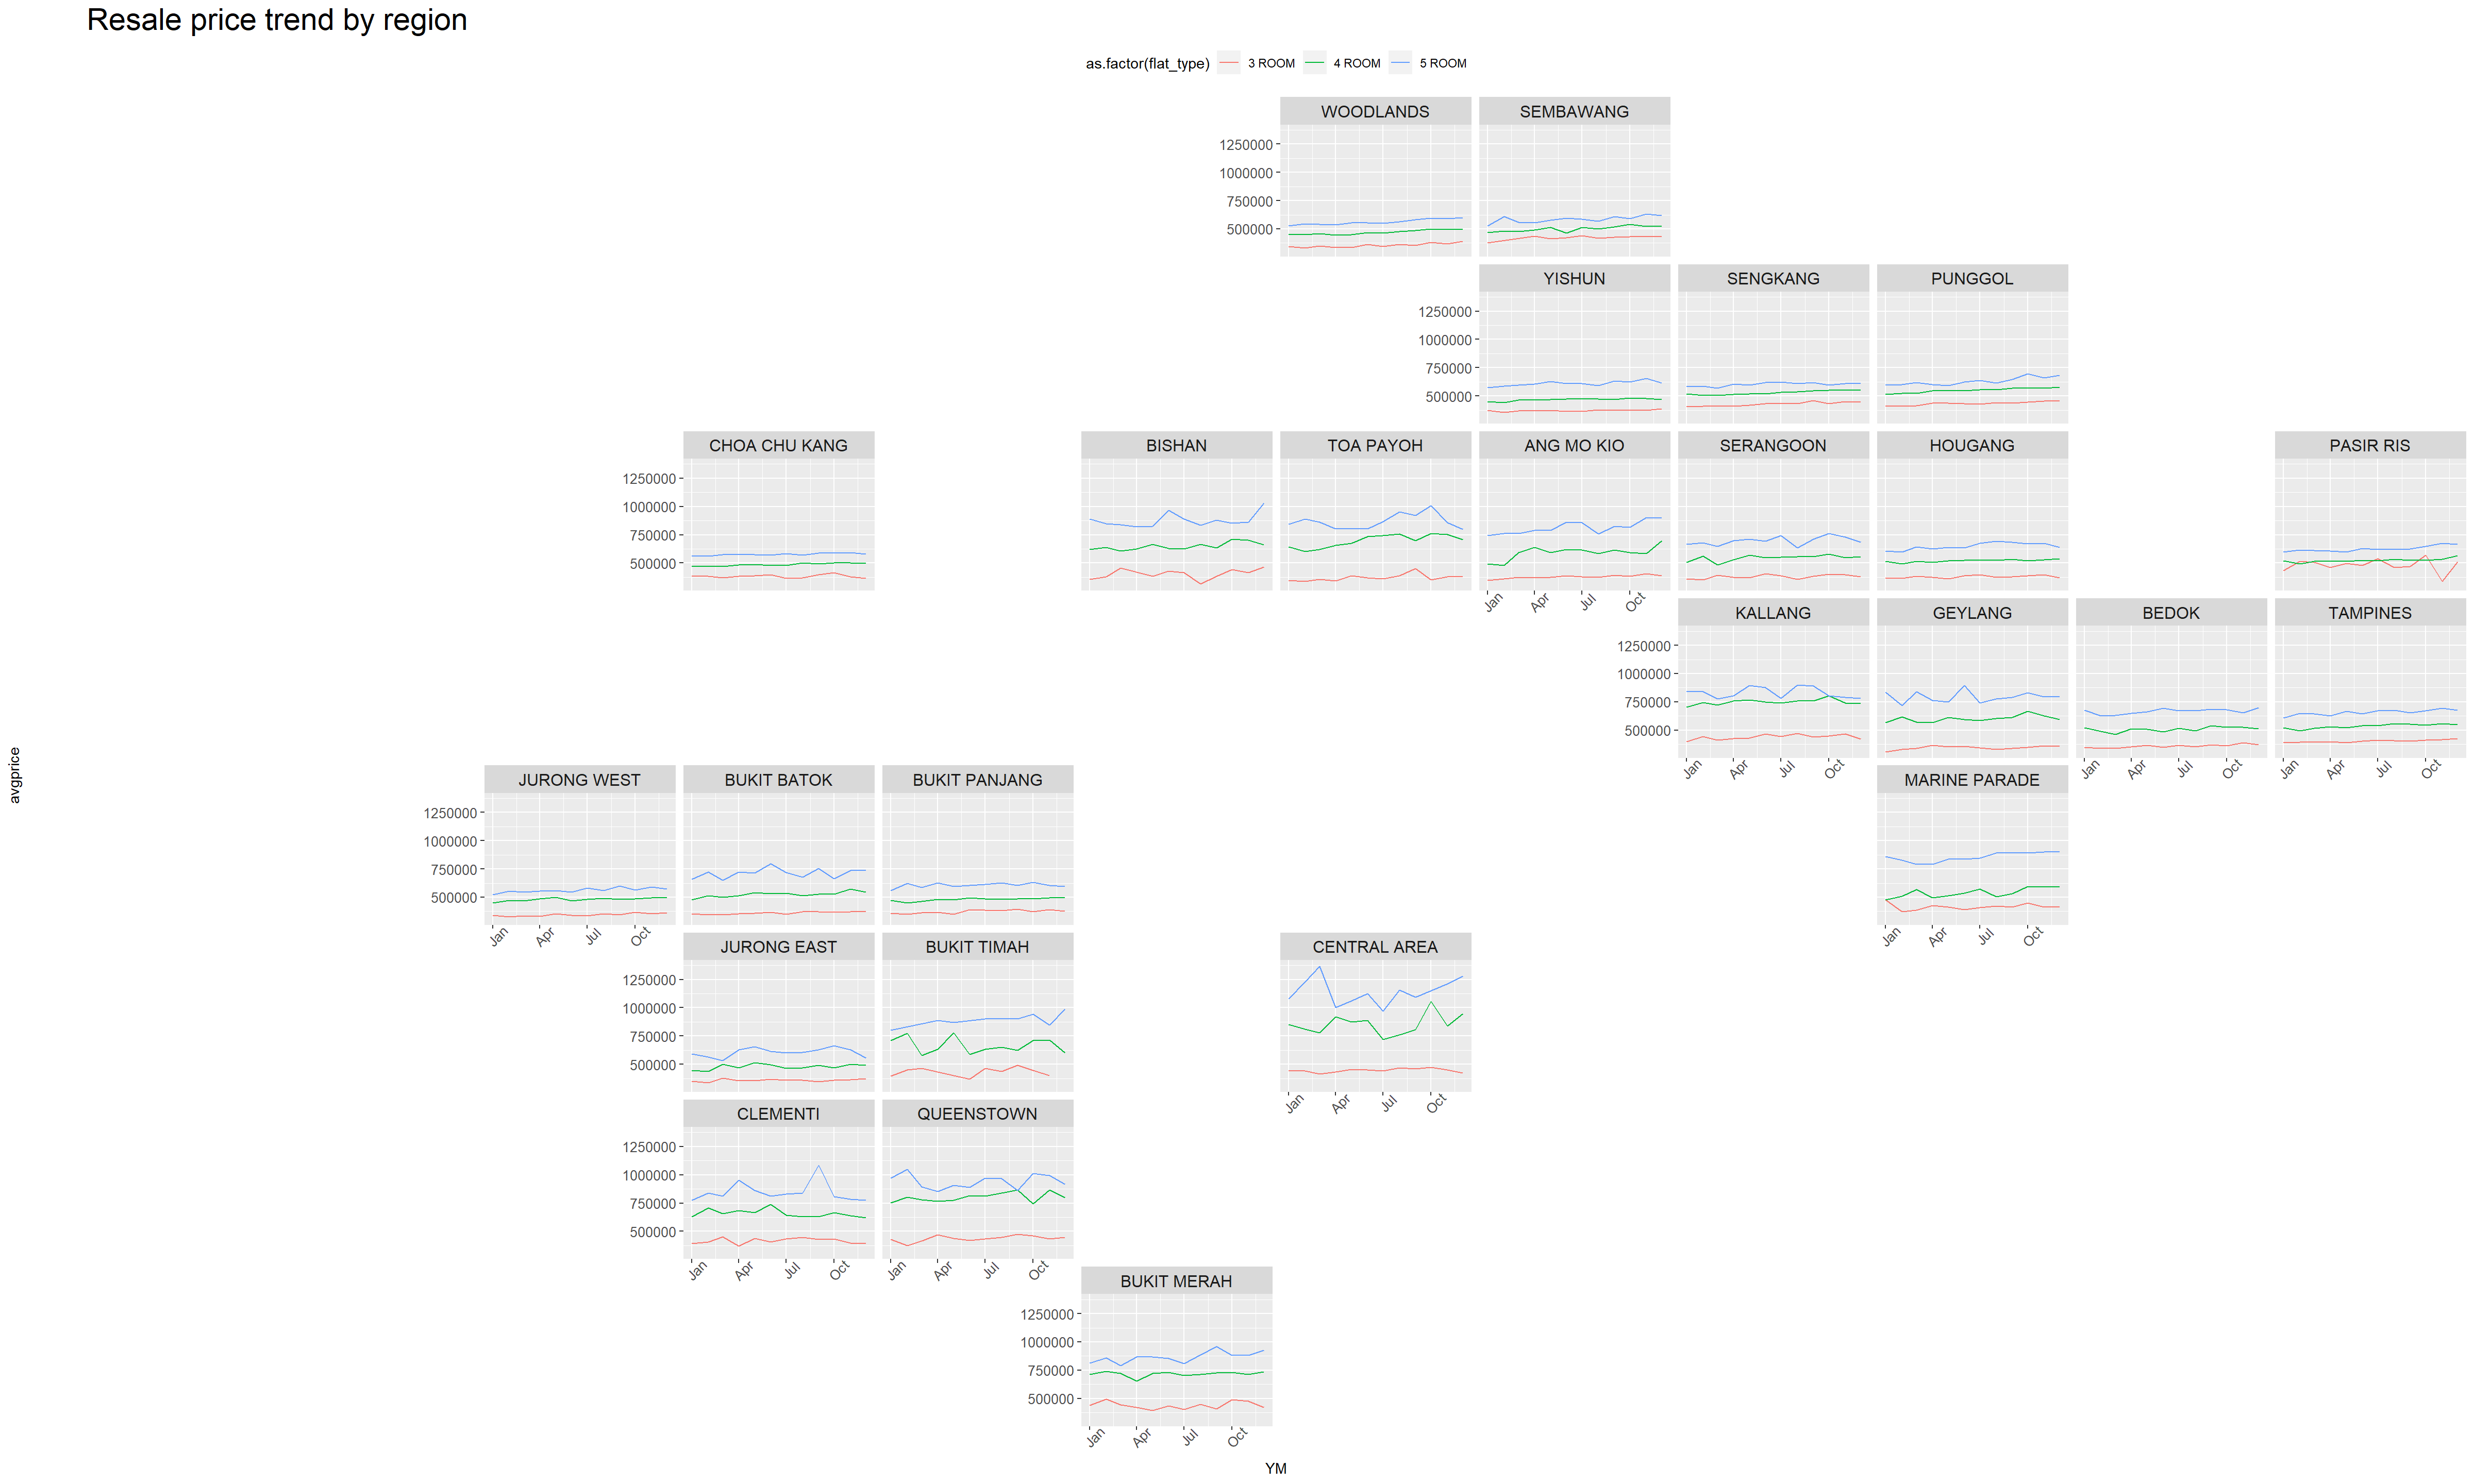 Resale price trend by region
as.factor(flat_type) 3 ROOM 4 ROOM 5 ROOM
WOODLANDS SEMBAWANG
1250000
1000000
750000
500000
YISHUN SENGKANG PUNGGOL
1250000
1000000
750000
500000
CHOA CHU KANG BISHAN TOA PAYOH ANG MO KIO SERANGOON HOUGANG PASIR RIS
1250000
1000000
750000
500000
Jan Apr Jul Oct
KALLANG GEYLANG BEDOK TAMPINES
1250000
1000000
750000
500000
Jan Apr Jul Oct Jan Apr Jul Oct Jan Apr Jul Oct
avgprice
JURONG WEST BUKIT BATOK BUKIT PANJANG MARINE PARADE
1250000
1000000
750000
500000
Jan Apr Jul Oct Jan Apr Jul Oct
JURONG EAST BUKIT TIMAH CENTRAL AREA
1250000
1000000
750000
500000
Jan Apr Jul Oct
CLEMENTI QUEENSTOWN
1250000
1000000
750000
500000
Jan Apr Jul Oct Jan Apr Jul Oct
BUKIT MERAH
1250000
1000000
750000
500000
Jan Apr Jul Oct
YM